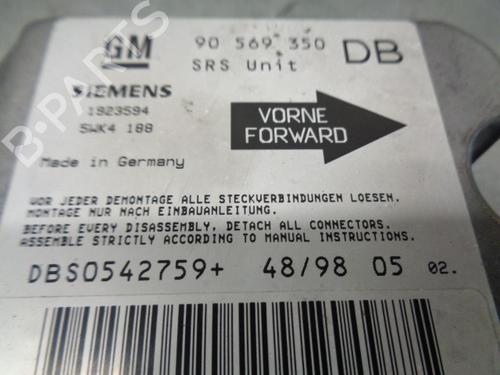 GM 90 569 350 DB
SRS Unit
SIEMENS
1923594
5WK4 188
VORNE
FORWARD
Made in Germany
VOR JEDER DEMONTAGE ALLE STECKVERBINDUNGEN LOESEN.
MONTAGE NUR NACH EINBAUANLEITUNG.
BEFORE EVERY DISASSEMBLY, DETACH ALL CONNECTORS.
ASSEMBLE STRICTLY ACCORDING TO MANUAL INSTRUCTIONS.
DBS0542759+ 48/98 05 02.
B-PARTS